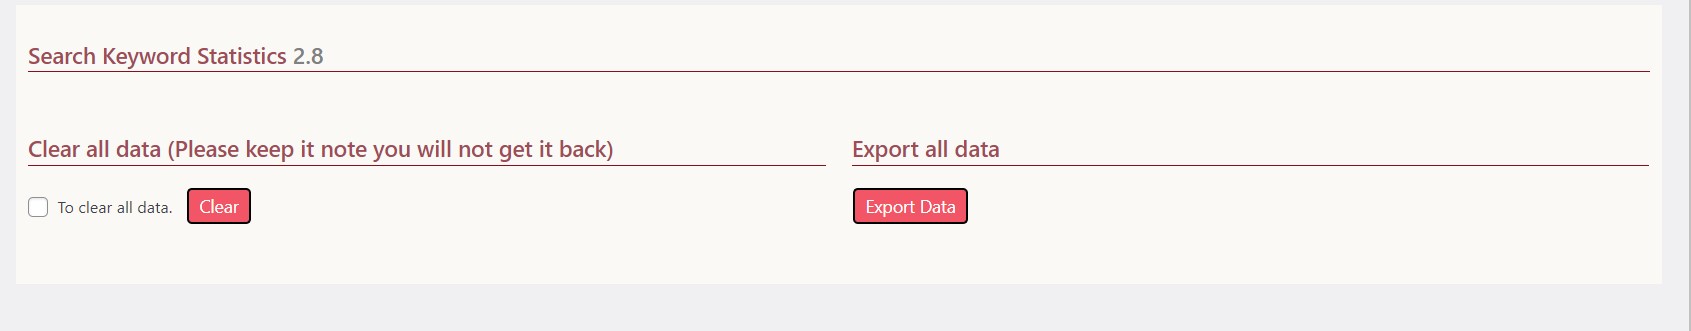 Search Keyword Statistics 2.8
Clear all data (Please keep it note you will not get it back)
To clear all data. Clear
Export all data
Export Data